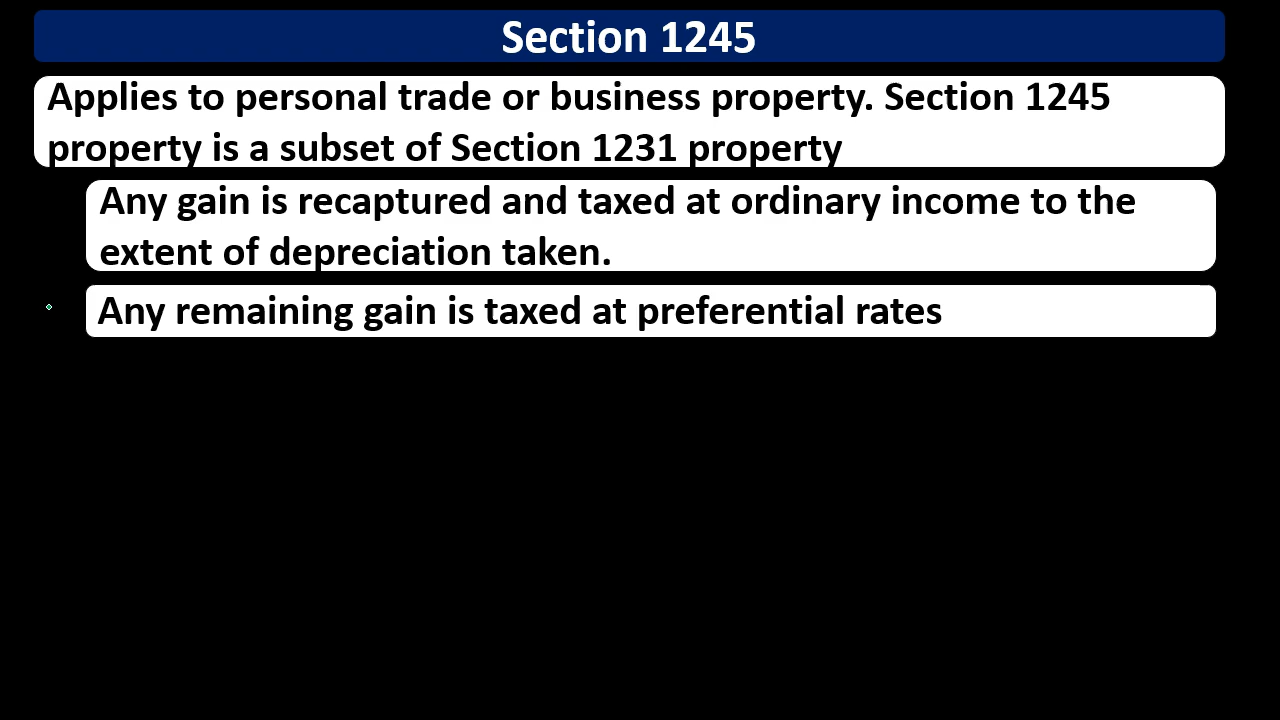 Section 1245
Applies to personal trade or business property. Section 1245
property is a subset of Section 1231 property
Any gain is recaptured and taxed at ordinary income to the
extent of depreciation taken.
Any remaining gain is taxed at preferential rates